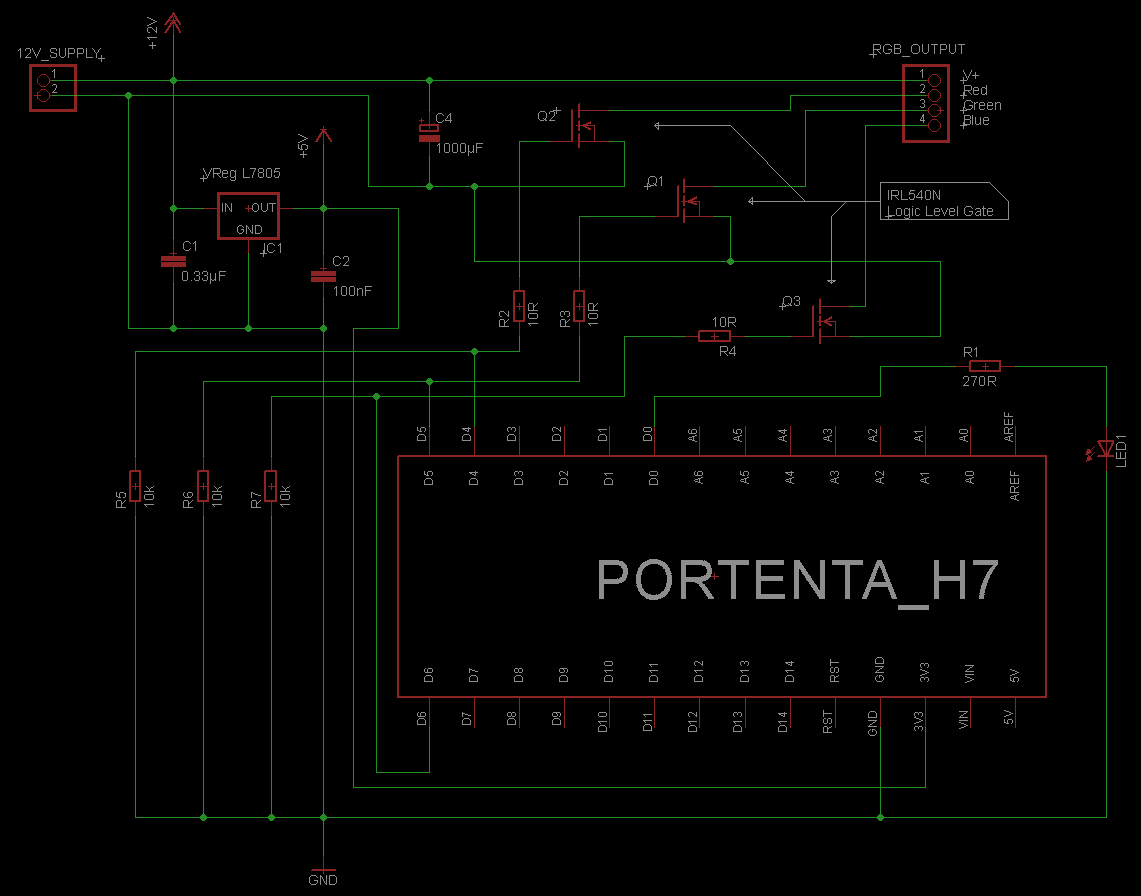 +12V
12V_SUPPLY
1
2
RGB_OUTPUT
1
2
3
4
V+
Red
Green
Blue
Q2
C4
1000µF
+5V
VReg L7805
IN
OUT
GND
IC1
Q1
IRL540N
Logic Level Gate
C1
0.33µF
C2
100nF
R2
10R
R3
10R
Q3
10R
R4
R1
270R
LED1
D5
D4
D3
D2
D1
D0
A6
A5
A4
A3
A2
A1
A0
AREF
D5
D4
D3
D2
D1
D0
A6
A5
A4
A3
A2
A1
A0
AREF
R5
10k
R6
10k
R7
10k
PORTENTA_H7
D6
D7
D8
D9
D10
D11
D12
D13
D14
RST
GND
3V3
VIN
5V
D6
D7
D8
D9
D10
D11
D12
D13
D14
RST
GND
3V3
VIN
5V
GND